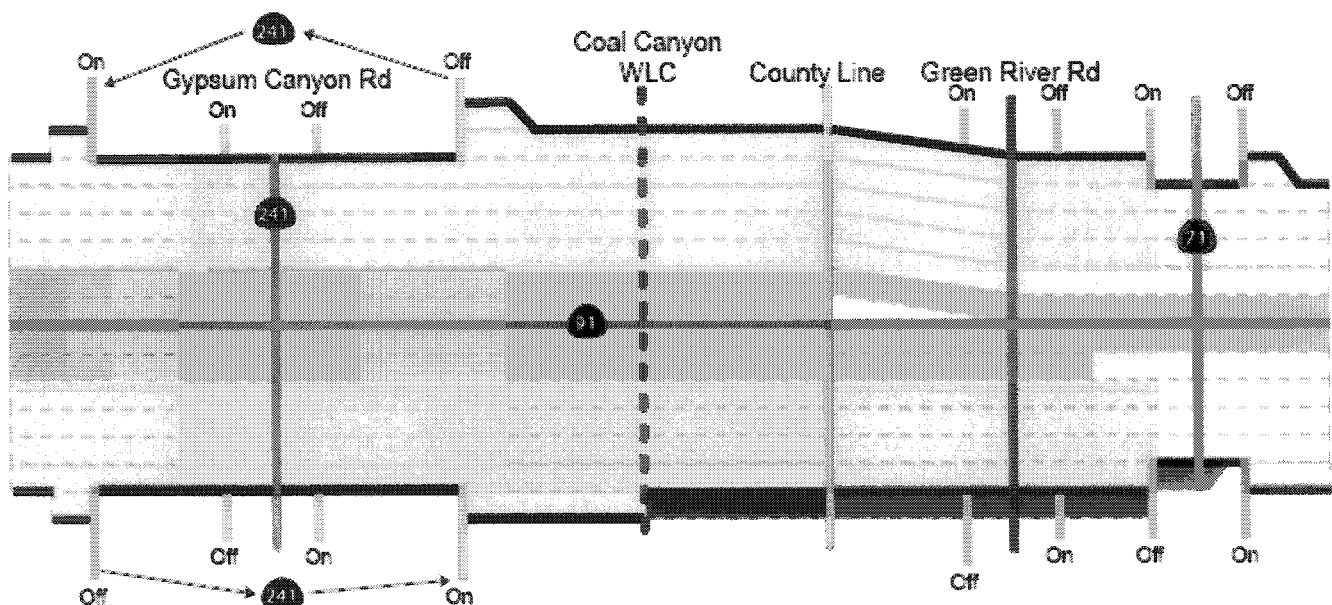 241
On
Off
Gypsum Canyon Rd
On
Off
Coal Canyon
WLC
County Line
Green River Rd
On
Off
On
Off
241
71
91
Off
On
Off
On
Off
On
Off
On
Off
On
241